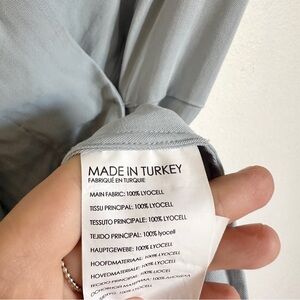 MADE IN TURKEY
FABRIQUÉ EN TURQUIE
MAIN FABRIC: 100% LYOCELL
TISSU PRINCIPAL: 100% LYOCELL
TESSUTO PRINCIPALE: 100% LYOCELL
TEJIDO PRINCIPAL: 100% lyocell
HAUPTGEWEBE: 100% LYOCELL
HOOFDMATERIAAL: 100% LYOCELL
HOVEDMATERIALE: 100% LYOCELL